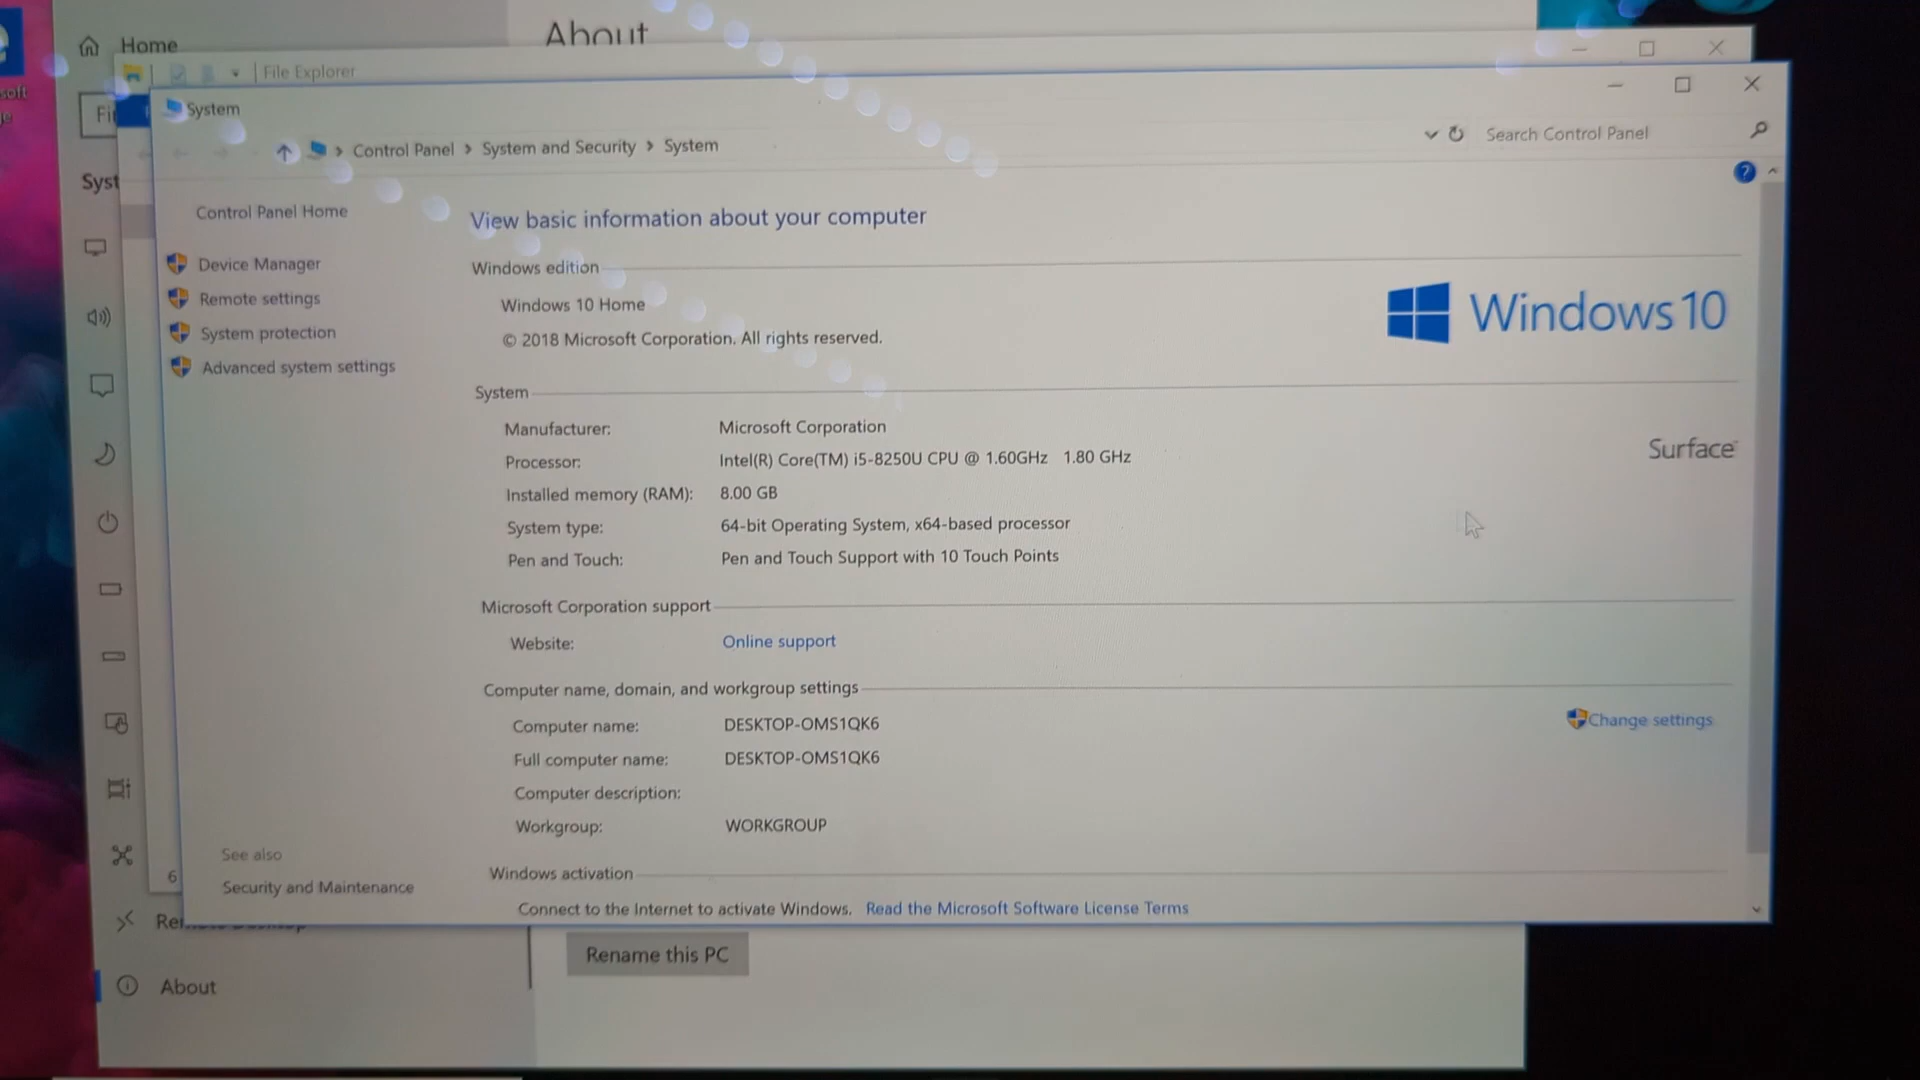 soft
Home
About
File Explorer
Fi
System
Control Panel > System and Security > System
Search Control Panel
?
Syst
Control Panel Home
Device Manager
Remote settings
System protection
Advanced system settings
View basic information about your computer
Windows edition
Windows 10 Home
© 2018 Microsoft Corporation. All rights reserved.
Windows 10
System
Manufacturer: Microsoft Corporation
Processor: Intel(R) Core(TM) i5-8250U CPU @ 1.60GHz 1.80 GHz
Installed memory (RAM): 8.00 GB
System type: 64-bit Operating System, x64-based processor
Pen and Touch: Pen and Touch Support with 10 Touch Points
Surface
Microsoft Corporation support
Website: Online support
Computer name, domain, and workgroup settings
Computer name: DESKTOP-OMS1QK6
Change settings
Full computer name: DESKTOP-OMS1QK6
Computer description:
Workgroup: WORKGROUP
See also
Security and Maintenance
6
Windows activation
Connect to the Internet to activate Windows. Read the Microsoft Software License Terms
Rename this PC
About